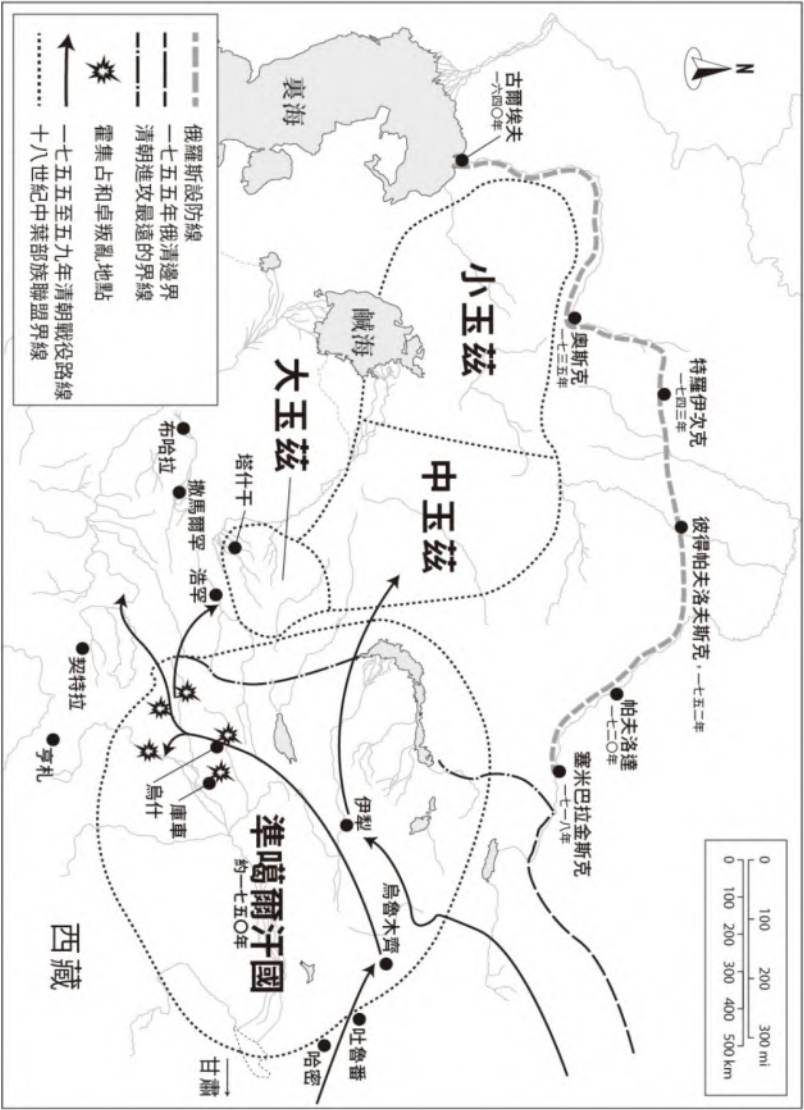 N
裏海
古爾埃夫
一六四〇年
小玉茲
鹹海
奧斯克
一七三五年
特羅伊次克
一七四三年
彼得帕夫洛夫斯克，一七五二年
帕夫洛達
一七二〇年
塞米巴拉金斯克
一七一八年
中玉茲
大玉茲
塔什干
布哈拉
撒馬爾罕
浩罕
契特拉
亨札
烏什
庫車
伊犁
準噶爾汗國
約一七五〇年
烏魯木齊
吐魯番
哈密
甘肅
西藏
俄羅斯設防線
一七五五年俄清邊界
清朝進攻最遠的界線
霍集占和卓叛亂地點
一七五五至五九年清朝戰役路線
十八世紀中葉部族聯盟界線
0 100 200 300 mi
0 100 200 300 400 500 km